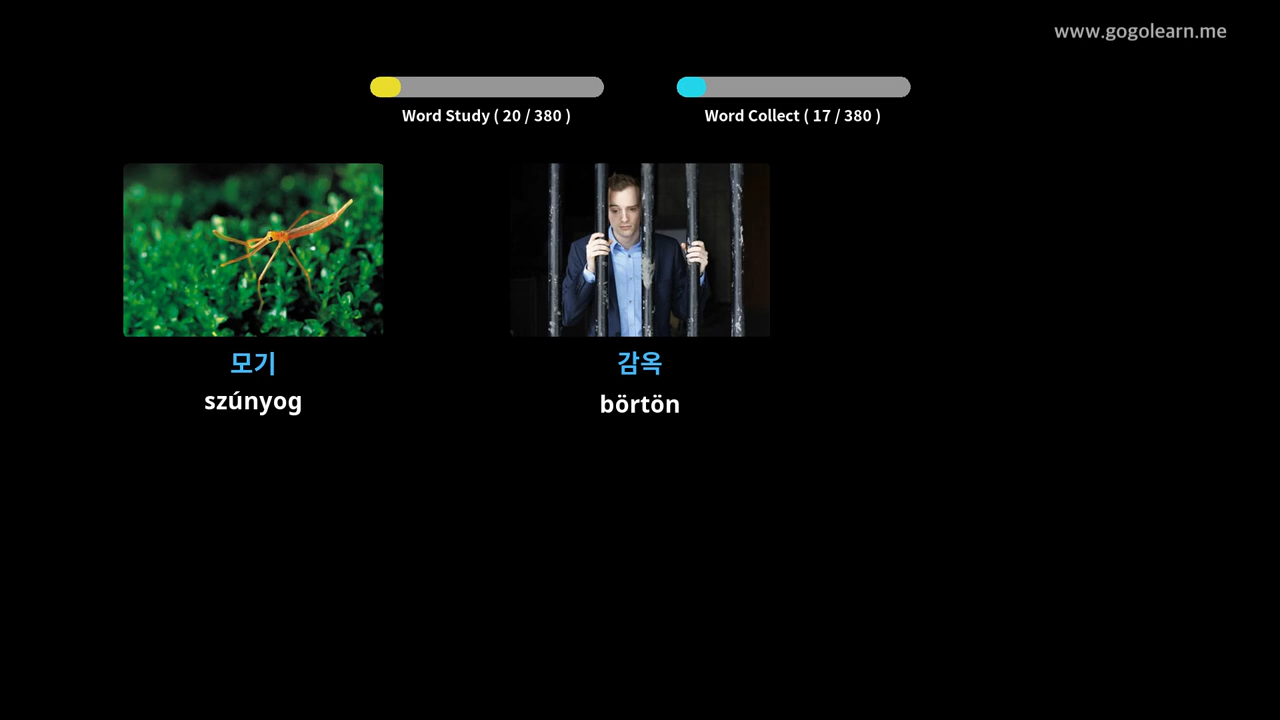 www.gogolearn.me
Word Study ( 20 / 380 )
Word Collect ( 17 / 380 )
모기
szúnyog
감옥
börtön